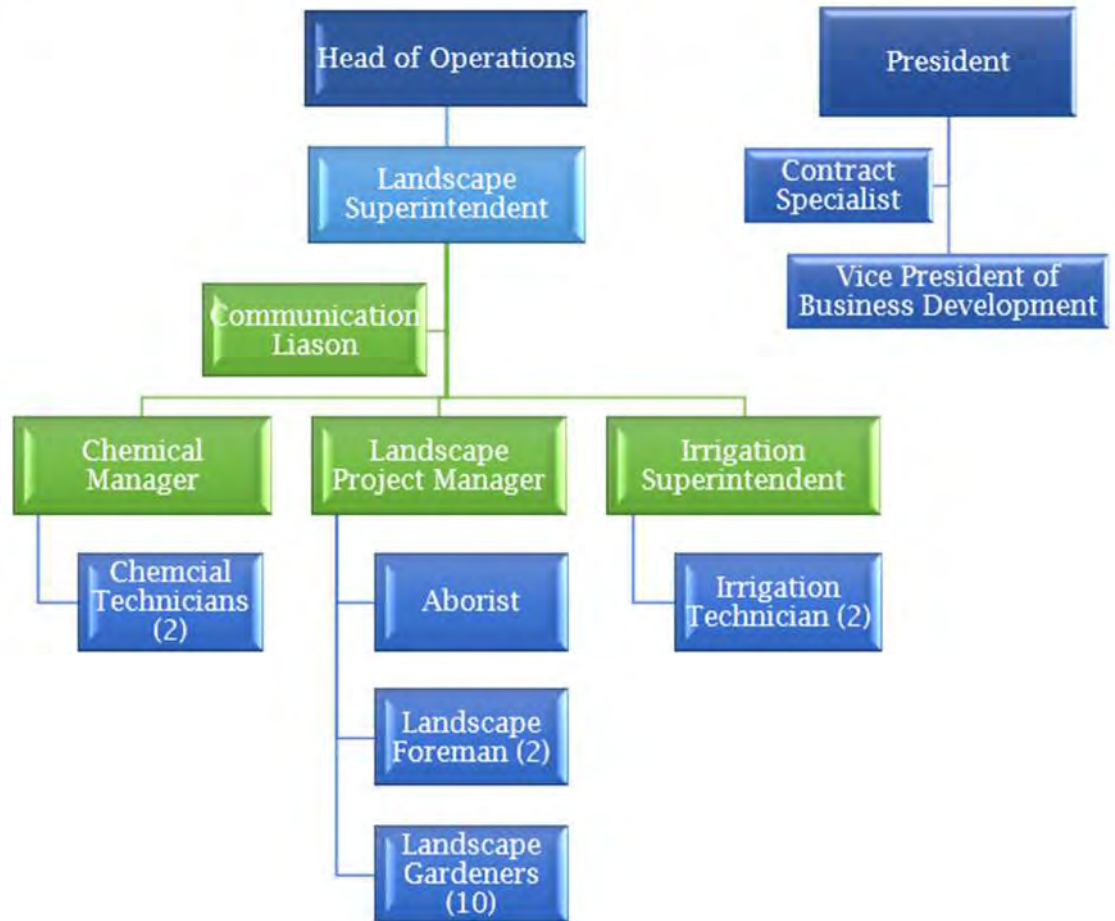 Head of Operations
President
Landscape
Superintendent
Contract
Specialist
Vice President of
Business Development
Communication
Liason
Chemical
Manager
Landscape
Project Manager
Irrigation
Superintendent
Chemcial
Technicians
(2)
Aborist
Irrigation
Technician (2)
Landscape
Foreman (2)
Landscape
Gardeners
(10)